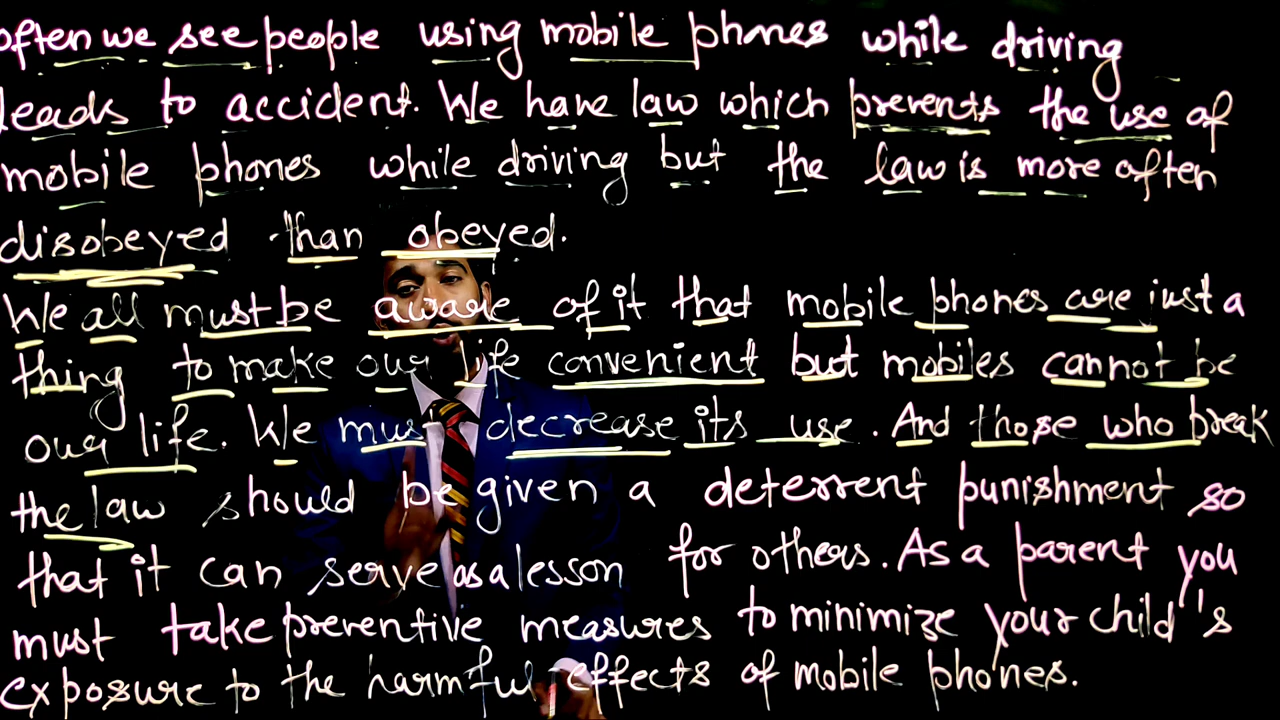 often we see people using mobile phones while driving
leads to accident. We have law which prevents the use of
mobile phones while driving but the law is more often
disobeyed than obeyed.
We all must be aware of it that mobile phones are just a
thing to make our life convenient but mobiles cannot be
our life. We must decrease its use. And those who break
the law should be given a deterrent punishment so
that it can serve as a lesson for others. As a parent you
must take preventive measures to minimize your child's
exposure to the harmful effects of mobile phones.